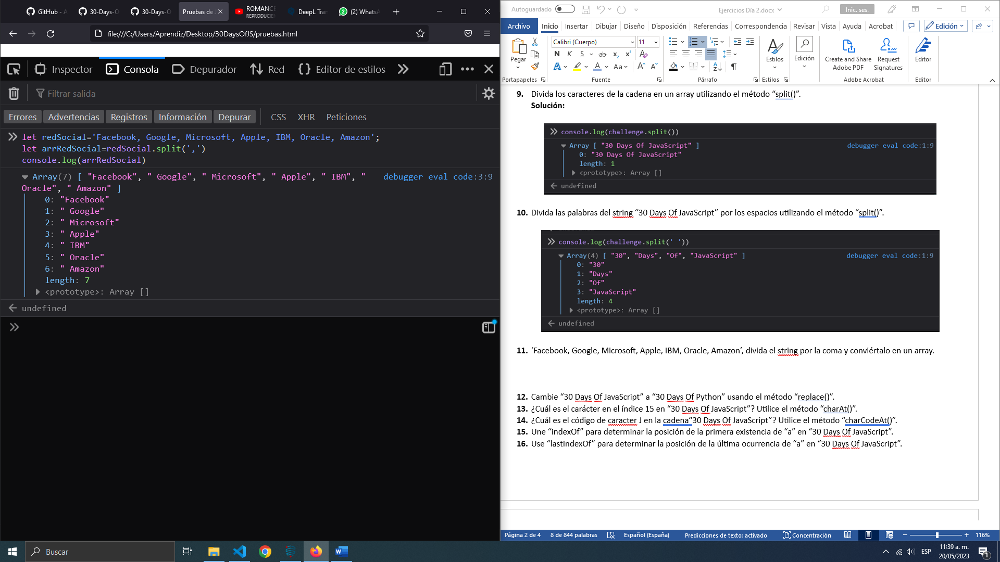 GitHub - A
30-Days-O
30-Days-O
Pruebas de J
ROMANCE
REPRODUCIEN
DeepL Tran
(2) WhatsA
file:///C:/Users/Aprendiz/Desktop/30DaysOfJS/pruebas.html
Inspector
Consola
Depurador
Red
Editor de estilos
Filtrar salida
Errores
Advertencias
Registros
Información
Depurar
CSS
XHR
Peticiones
let redSocial='Facebook, Google, Microsoft, Apple, IBM, Oracle, Amazon';
let arrRedSocial=redSocial.split(',')
console.log(arrRedSocial)
Array(7) [ "Facebook", " Google", " Microsoft", " Apple", " IBM", " debugger eval code:3:9
Oracle", " Amazon" ]
0: "Facebook"
1: " Google"
2: " Microsoft"
3: " Apple"
4: " IBM"
5: " Oracle"
6: " Amazon"
length: 7
<prototype>: Array []
undefined
Autoguardado
Ejercicios Día 2.docx
Inic. ses.
Archivo
Inicio
Insertar
Dibujar
Diseño
Disposición
Referencias
Correspondencia
Revisar
Vista
Ayuda
Acrobat
Edición
Pegar
Portapapeles
Calibri (Cuerpo)
11
N K S ab x₂ x² A
A A Aa A A
Fuente
Párrafo
Estilos
Estilos
Edición
Create and Share
Adobe PDF
Request
Signatures
Adobe Acrobat
Editor
Editor
9. Divida los caracteres de la cadena en un array utilizando el método “split()”.
Solución:
console.log(challenge.split())
Array [ "30 Days Of JavaScript" ] debugger eval code:1:9
0: "30 Days Of JavaScript"
length: 1
<prototype>: Array []
undefined
10. Divida las palabras del string “30 Days Of JavaScript” por los espacios utilizando el método “split()”.
console.log(challenge.split(' '))
Array(4) [ "30", "Days", "Of", "JavaScript" ] debugger eval code:1:9
0: "30"
1: "Days"
2: "Of"
3: "JavaScript"
length: 4
<prototype>: Array []
undefined
11. ‘Facebook, Google, Microsoft, Apple, IBM, Oracle, Amazon’, divida el string por la coma y conviértalo en un array.
12. Cambie “30 Days Of JavaScript” a “30 Days Of Python” usando el método “replace()”.
13. ¿Cuál es el carácter en el índice 15 en “30 Days Of JavaScript”? Utilice el método “charAt()”.
14. ¿Cuál es el código de caracter J en la cadena“30 Days Of JavaScript”? Utilice el método “charCodeAt()”.
15. Une “indexOf” para determinar la posición de la primera existencia de “a” en “30 Days Of JavaScript”.
16. Use “lastIndexOf” para determinar la posición de la última ocurrencia de “a” en “30 Days Of JavaScript”.
Página 2 de 4
8 de 844 palabras
Español (España)
Predicciones de texto: activado
Concentración
116%
Buscar
ESP
11:39 a. m.
20/05/2023
1